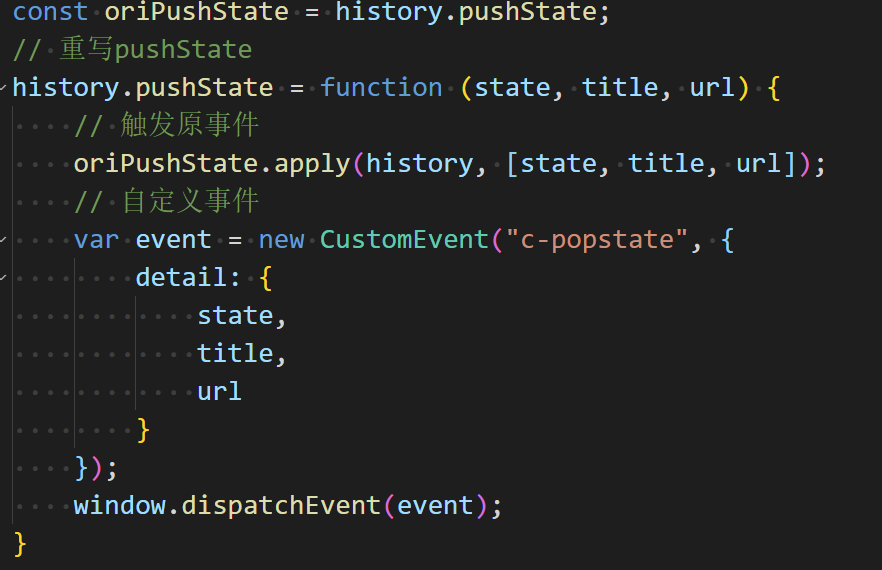 const oriPushState = history.pushState;
// 重写pushState
history.pushState = function (state, title, url) {
    // 触发原事件
    oriPushState.apply(history, [state, title, url]);
    // 自定义事件
    var event = new CustomEvent("c-popstate", {
        detail: {
            state,
            title,
            url
        }
    });
    window.dispatchEvent(event);
}